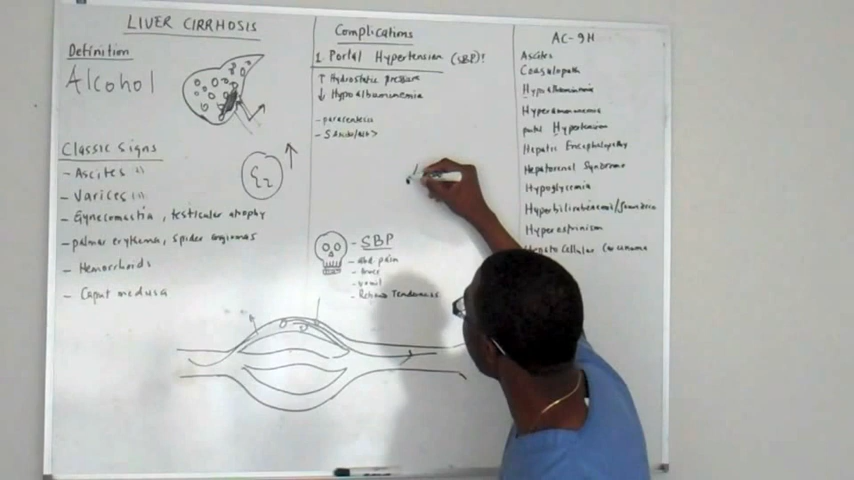 LIVER CIRRHOSIS
Definition
Alcohol
Classic Signs
- Ascites
- Varices
- Gynecomastia, testicular atrophy
- palmar erythema, spider angiomas
- Hemorrhoids
- Caput medusa
E2
Complications
1. Portal Hypertension (SBP)!
↑ Hydrostatic pressure
↓ Hypoalbuminemia
- paracentesis
- SBP
- abd pain
- fever
- vomit
- Rebound Tenderness
AC-9H
Ascites
Coagulopath
Hypoalbuminemia
Hyperammonemia
portal Hypertension
Hepatic Encephalopathy
Hepatorenal Syndrome
Hypoglycemia
Hyperbilirubinemia/Jaundice
Hyperestrinism
Hepato Cellular Carcinoma